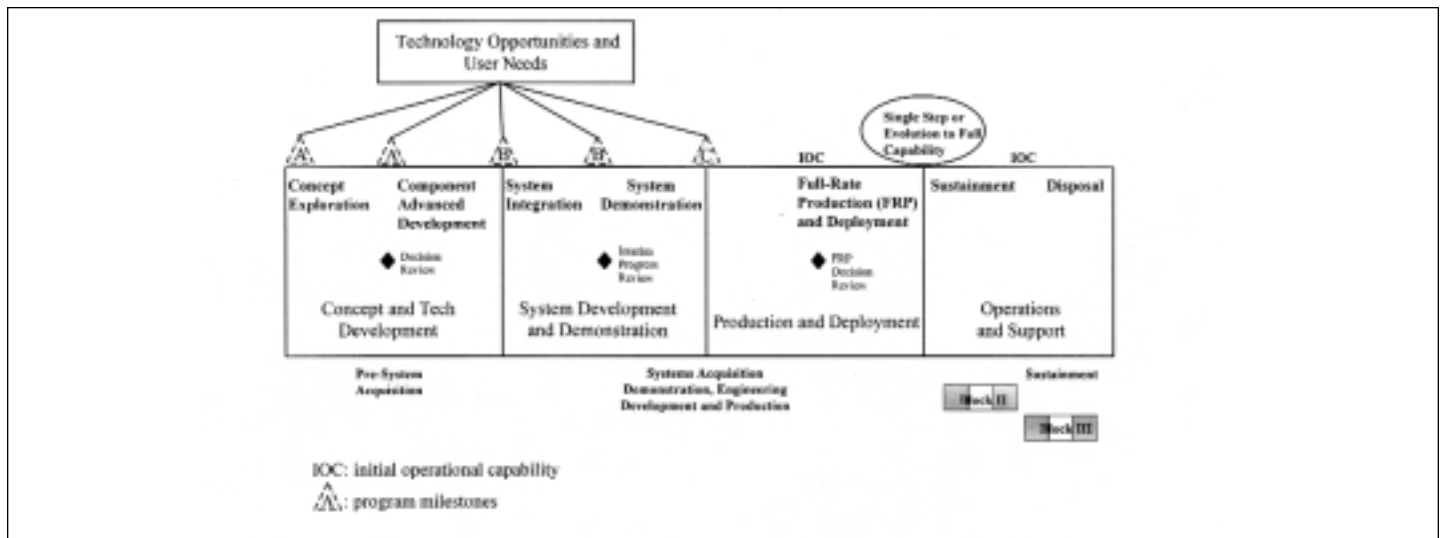 Technology Opportunities and
User Needs
Single Step or
Evolution to Full
Capability
A
A
B
B
C
IOC
IOC
Concept
Exploration
Component
Advanced
Development
System
Integration
System
Demonstration
Full-Rate
Production (FRP)
and Deployment
Sustainment
Disposal
Decision
Review
Interim
Progress
Review
FRP
Decision
Review
Concept and Tech
Development
System Development
and Demonstration
Production and Deployment
Operations
and Support
Pre-System
Acquisition
Systems Acquisition
Demonstration, Engineering
Development and Production
Sustainment
Block II
Block III
IOC: initial operational capability
A: program milestones